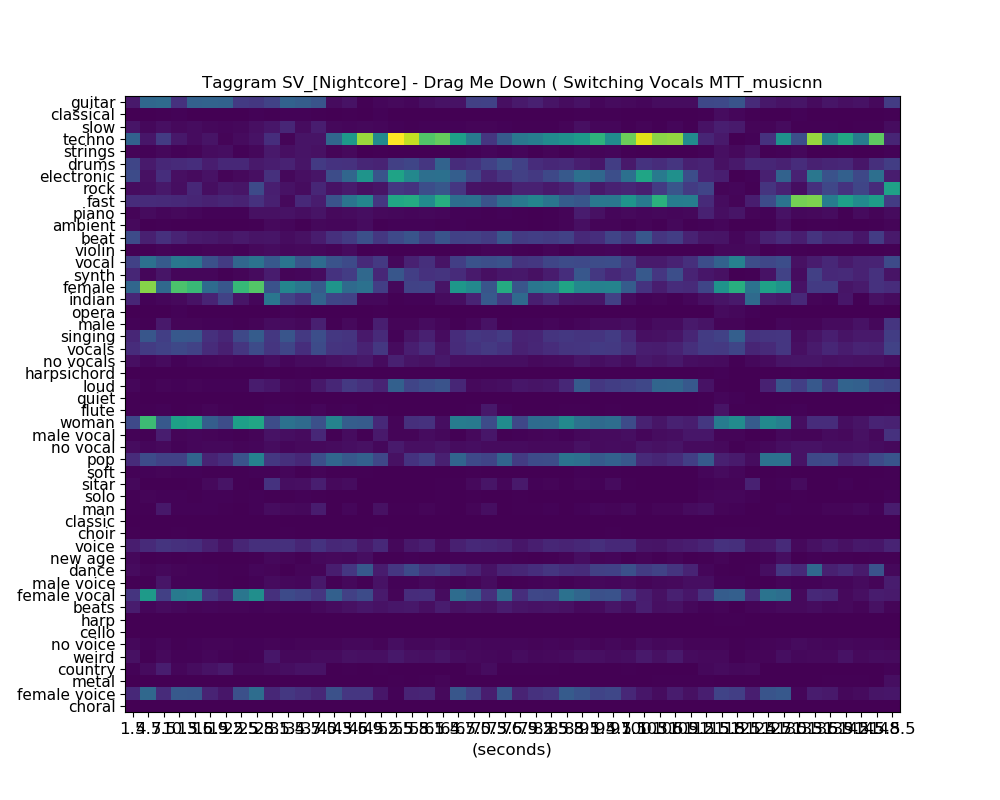 Taggram SV_[Nightcore] - Drag Me Down ( Switching Vocals MTT_musicnn
guitar
classical
slow
techno
strings
drums
electronic
rock
fast
piano
ambient
beat
violin
vocal
synth
female
indian
opera
male
singing
vocals
no vocals
harpsichord
loud
quiet
flute
woman
male vocal
no vocal
pop
soft
sitar
solo
man
classic
choir
voice
new age
dance
male voice
female vocal
beats
harp
cello
no voice
weird
country
metal
female voice
choral
(seconds)